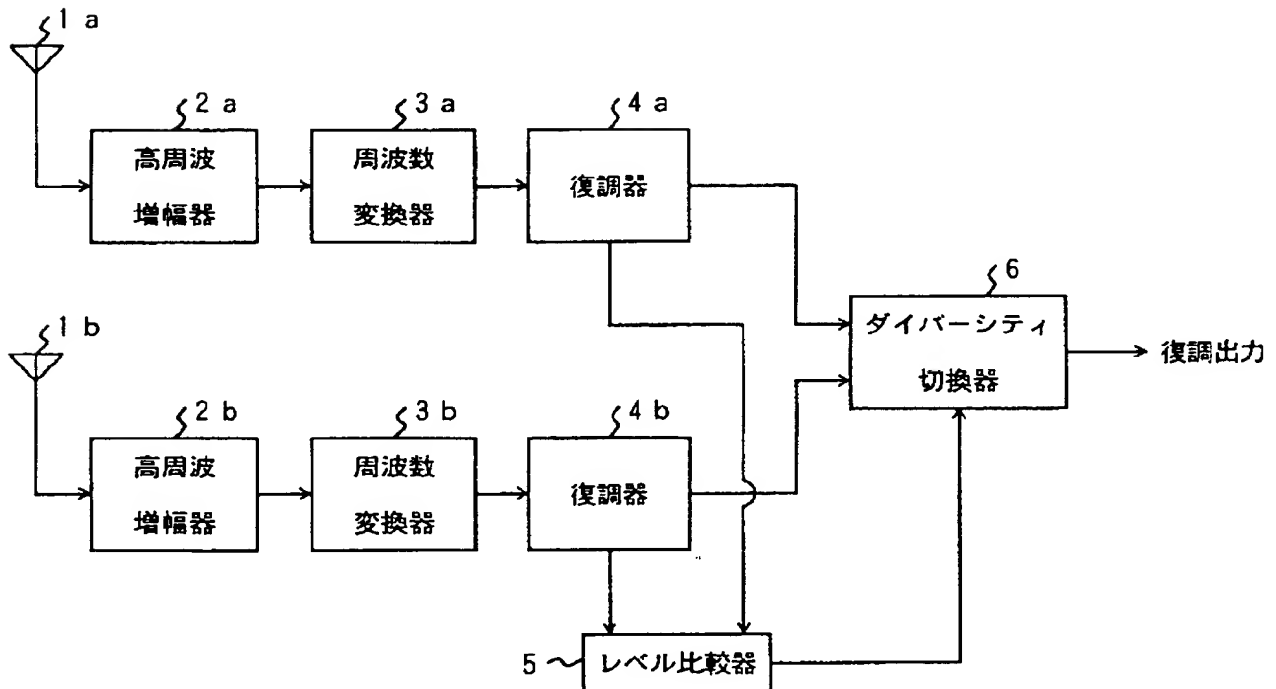 1 a
2 a
3 a
4 a
高周波
増幅器
周波数
変換器
復調器
6
ダイバーシティ
切換器
復調出力
1 b
2 b
3 b
4 b
高周波
増幅器
周波数
変換器
復調器
5
レベル比較器